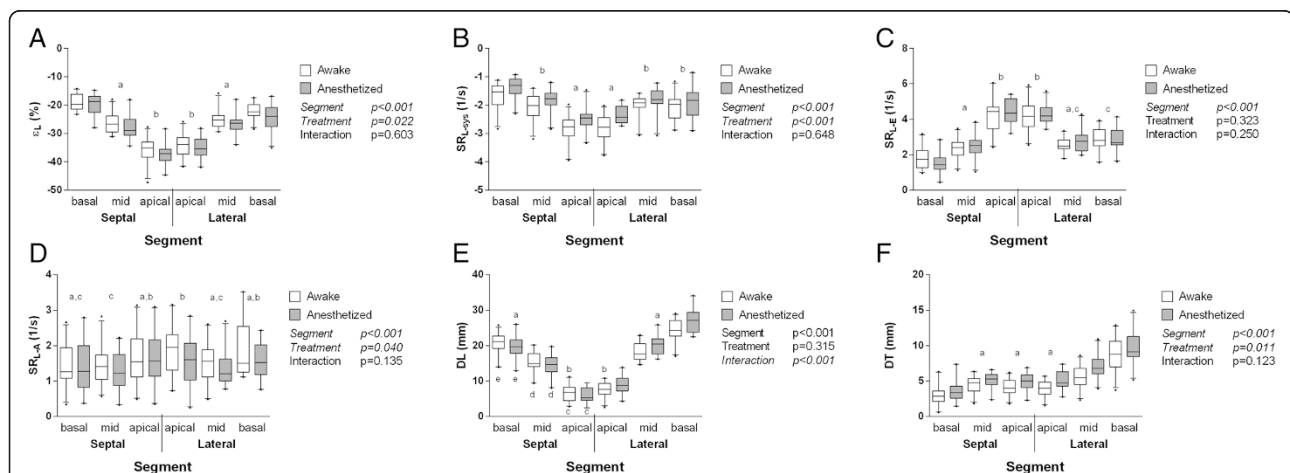 A
0
-10
-20
-30
-40
-50
εL (%)
a
b
b
a
basal mid apical apical mid basal
Septal Lateral
Segment
Awake
Anesthetized
Segment p<0.001
Treatment p=0.022
Interaction p=0.603
B
0
-1
-2
-3
-4
-5
SRL-sys (1/s)
b
a
a
b
b
basal mid apical apical mid basal
Septal Lateral
Segment
Awake
Anesthetized
Segment p<0.001
Treatment p<0.001
Interaction p=0.648
C
8
6
4
2
0
SRL-E (1/s)
a
b
b
a,c
c
basal mid apical apical mid basal
Septal Lateral
Segment
Awake
Anesthetized
Segment p<0.001
Treatment p=0.323
Interaction p=0.250
D
4
3
2
1
0
SRL-A (1/s)
a,c
c
a,b
b
a,c
a,b
basal mid apical apical mid basal
Septal Lateral
Segment
Awake
Anesthetized
Segment p<0.001
Treatment p=0.040
Interaction p=0.135
E
40
30
20
10
0
DL (mm)
a
b
b
a
e
e
d
d
c
c
basal mid apical apical mid basal
Septal Lateral
Segment
Awake
Anesthetized
Segment p<0.001
Treatment p=0.315
Interaction p<0.001
F
20
15
10
5
0
DT (mm)
a
a
a
basal mid apical apical mid basal
Septal Lateral
Segment
Awake
Anesthetized
Segment p<0.001
Treatment p=0.011
Interaction p=0.123